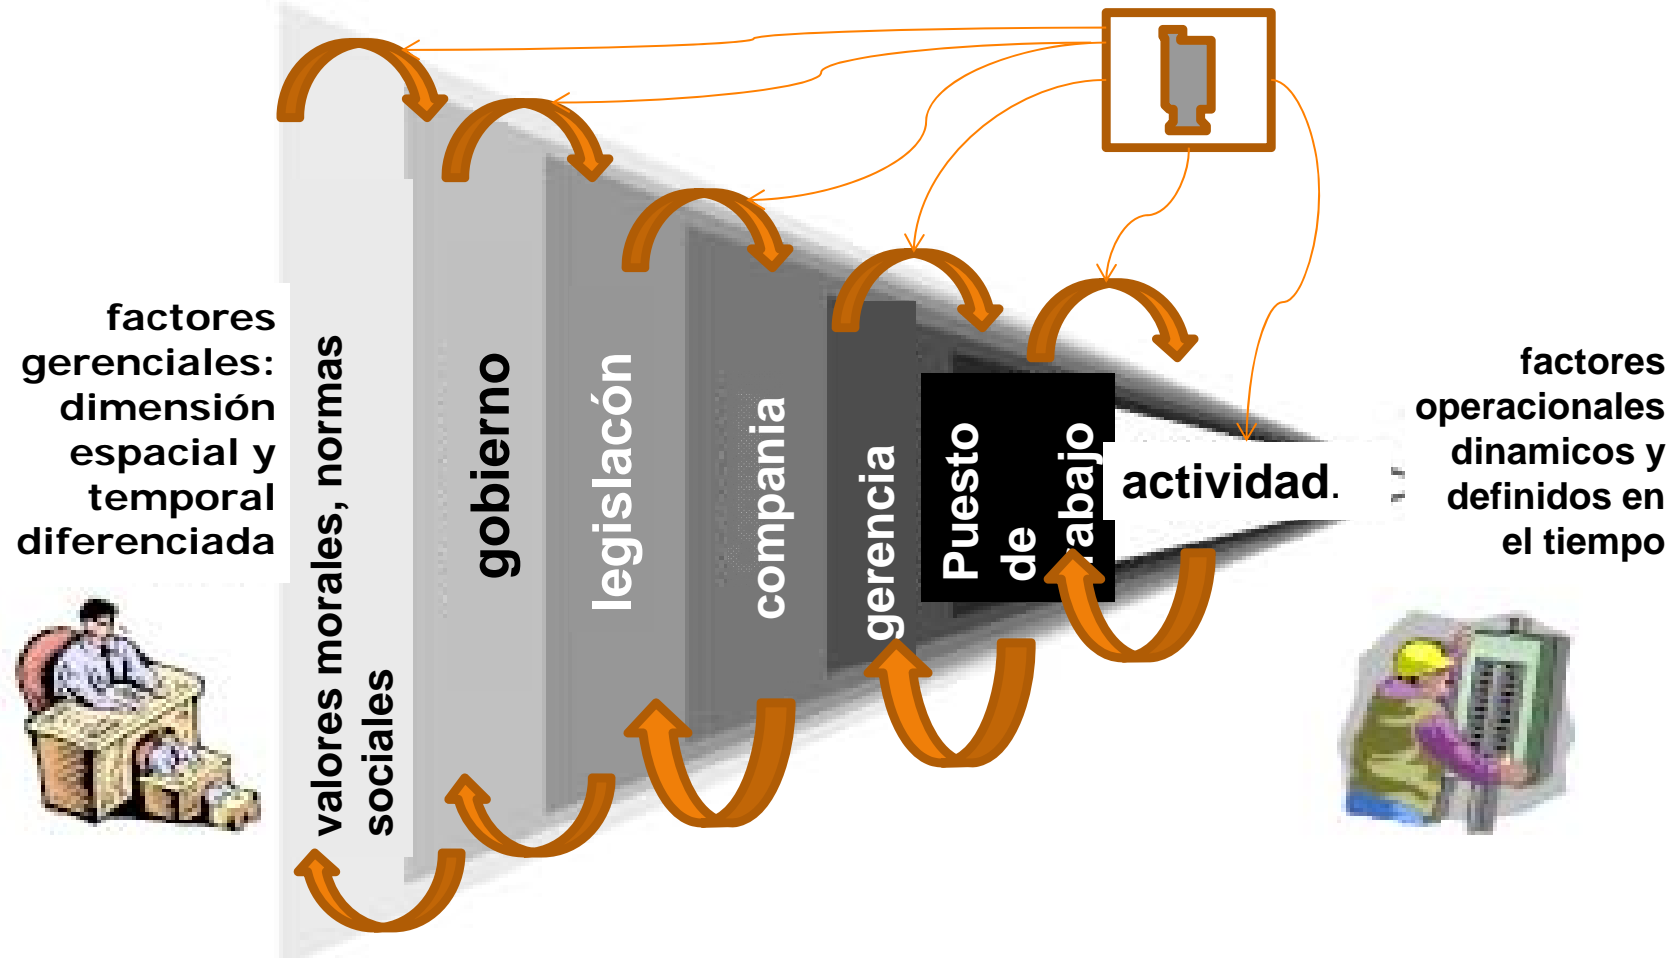 factores
gerenciales:
dimensión
espacial y
temporal
diferenciada
valores morales, normas
sociales
gobierno
legislacón
compania
gerencia
Puesto
de
rabajo
actividad.
factores
operacionales
dinamicos y
definidos en
el tiempo